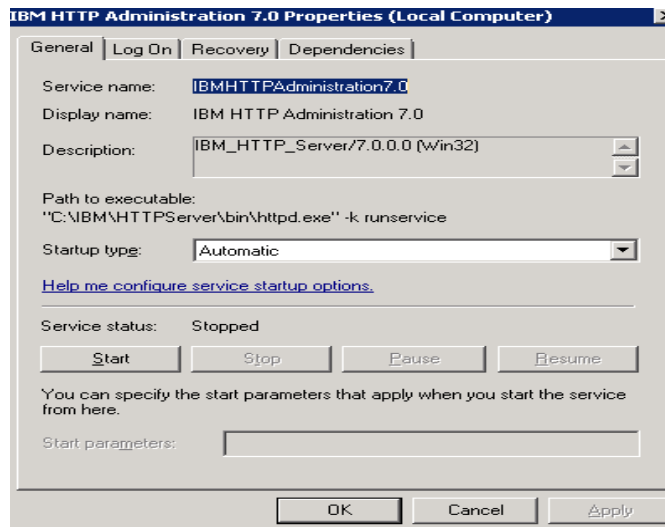 IBM HTTP Administration 7.0 Properties (Local Computer)
General Log On Recovery Dependencies
Service name: IBMHTTPAdministration7.0
Display name: IBM HTTP Administration 7.0
Description: IBM_HTTP_Server/7.0.0.0 (Win32)
Path to executable:
"C:\IBM\HTTPServer\bin\httpd.exe" -k runservice
Startup type: Automatic
Help me configure service startup options.
Service status: Stopped
Start Stop Pause Resume
You can specify the start parameters that apply when you start the service
from here.
Start parameters:
OK Cancel Apply